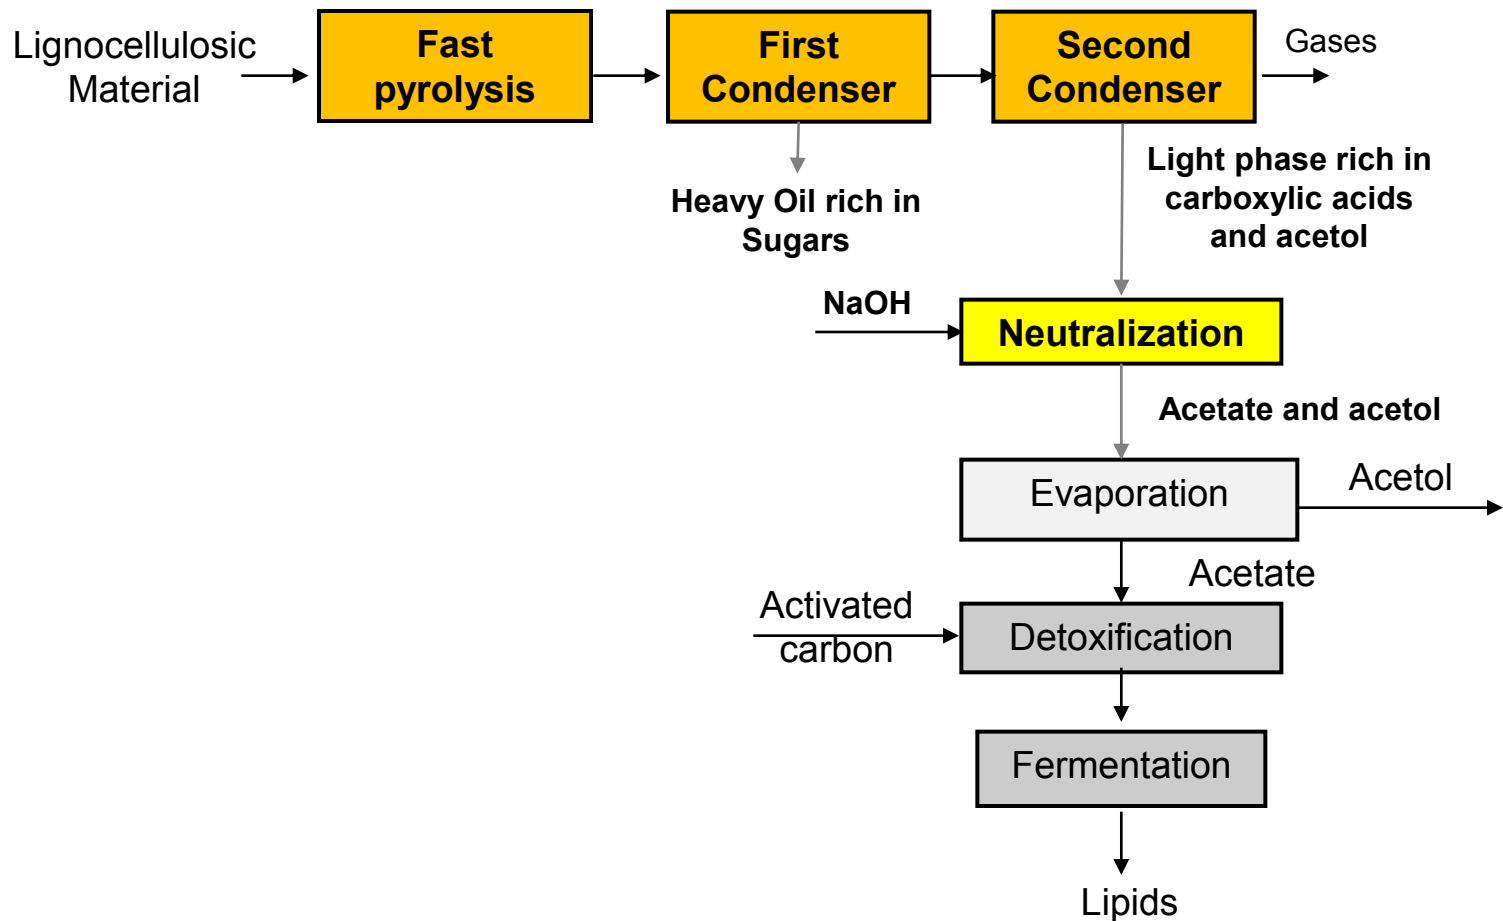 Lignocellulosic
Material
Fast
pyrolysis
First
Condenser
Second
Condenser
Gases
Heavy Oil rich in
Sugars
Light phase rich in
carboxylic acids
and acetol
NaOH
Neutralization
Acetate and acetol
Evaporation
Acetol
Acetate
Activated
carbon
Detoxification
Fermentation
Lipids